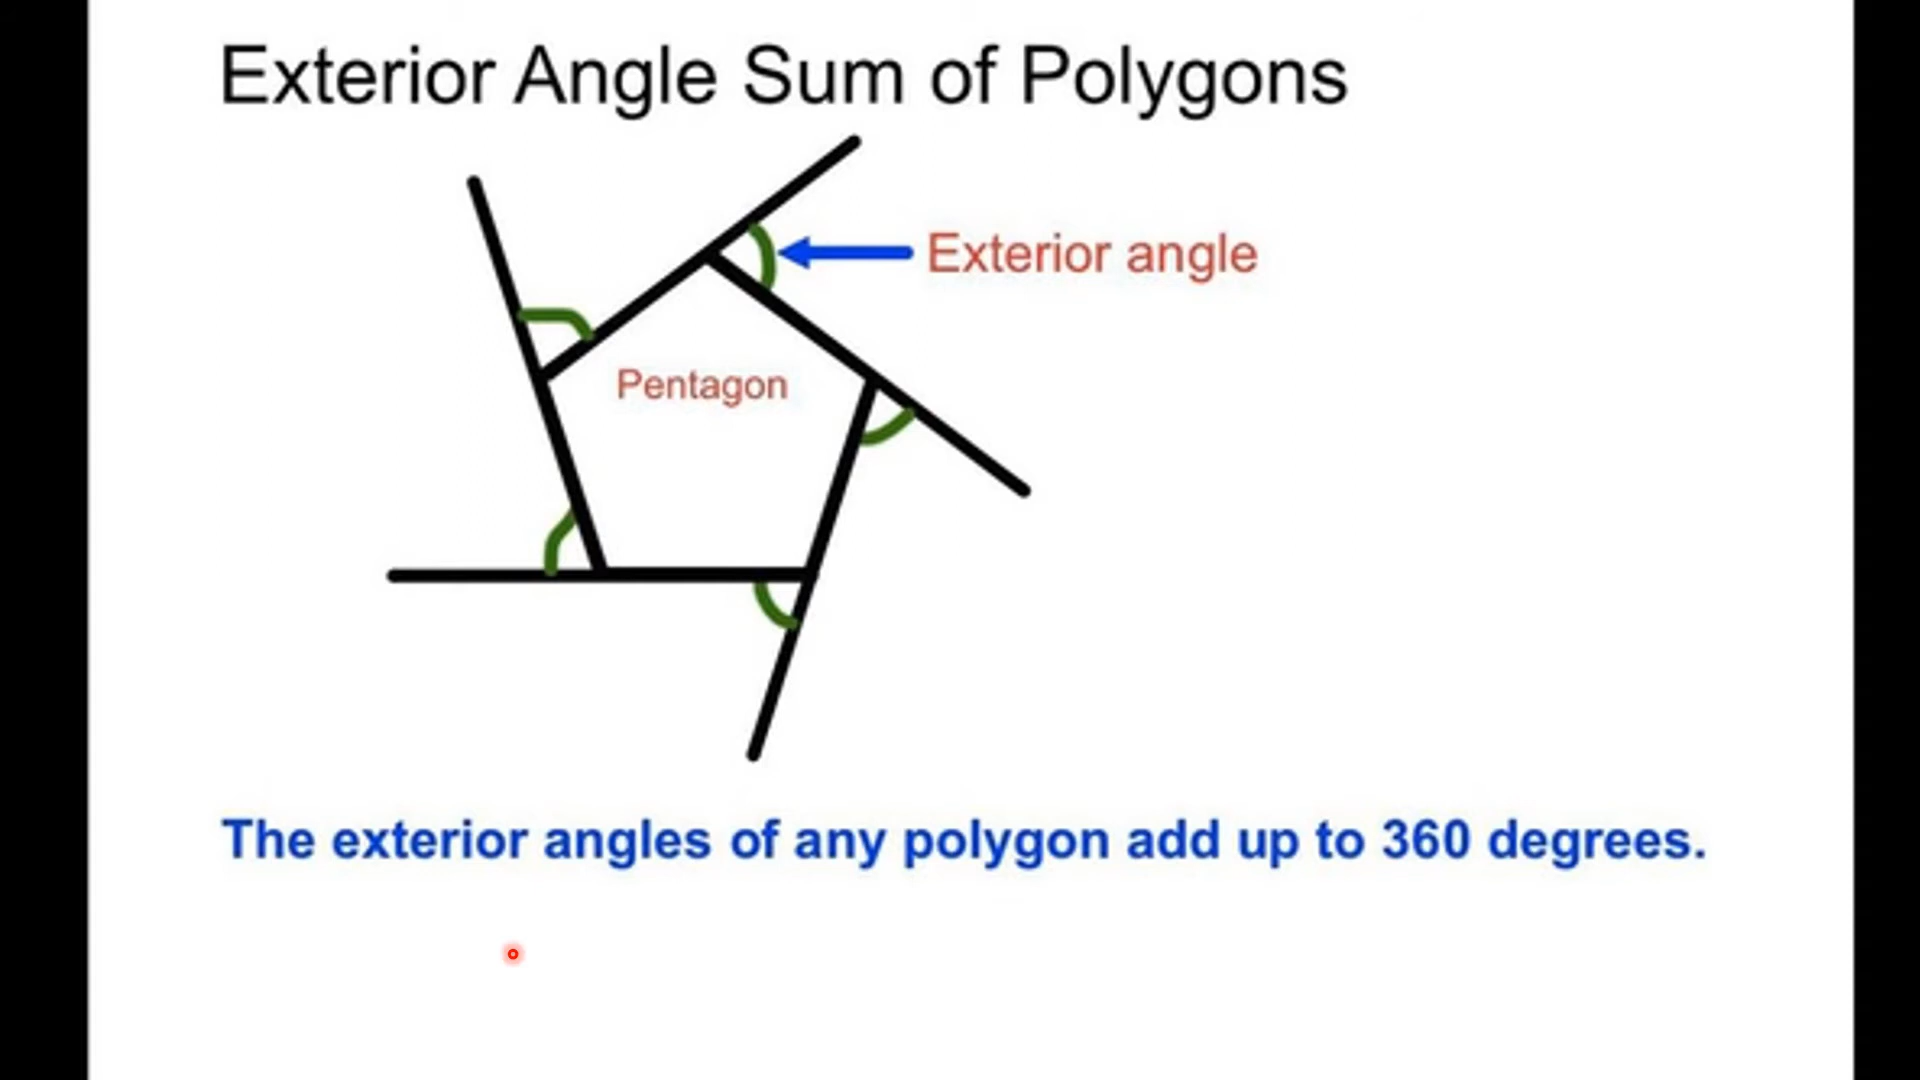 Exterior Angle Sum of Polygons
Exterior angle
Pentagon
The exterior angles of any polygon add up to 360 degrees.